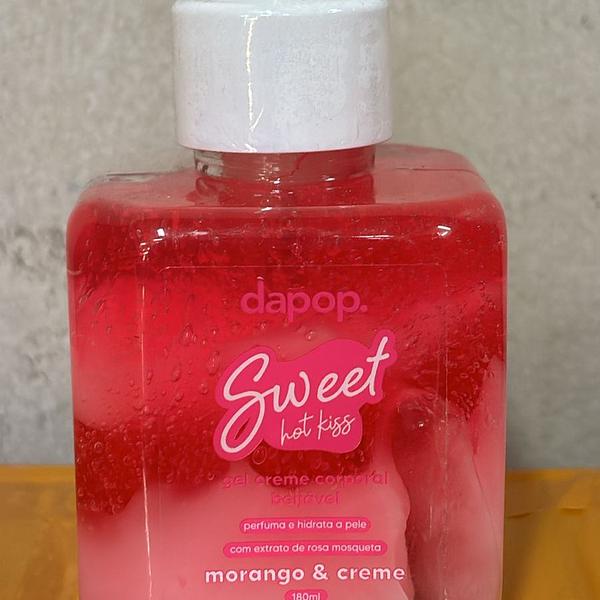 dapop.
Sweet
hot kiss
gel creme corporal
beijável
perfuma e hidrata a pele
com extrato de rosa mosqueta
morango & creme
180ml